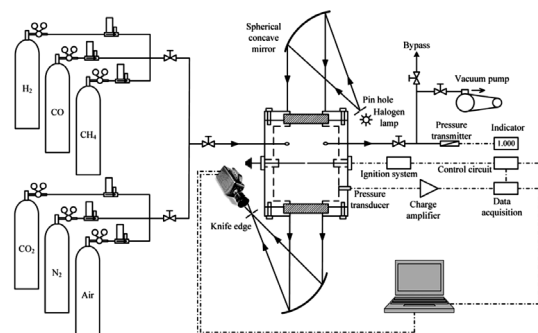 Spherical
concave
mirror
Bypass
Vacuum pump
H2
CO
CH4
Pin hole
Halogen
lamp
Pressure
transmitter
Indicator
1.000
Ignition system
Control circuit
Pressure
transducer
Charge
amplifier
Data
acquisition
Knife edge
CO2
N2
Air